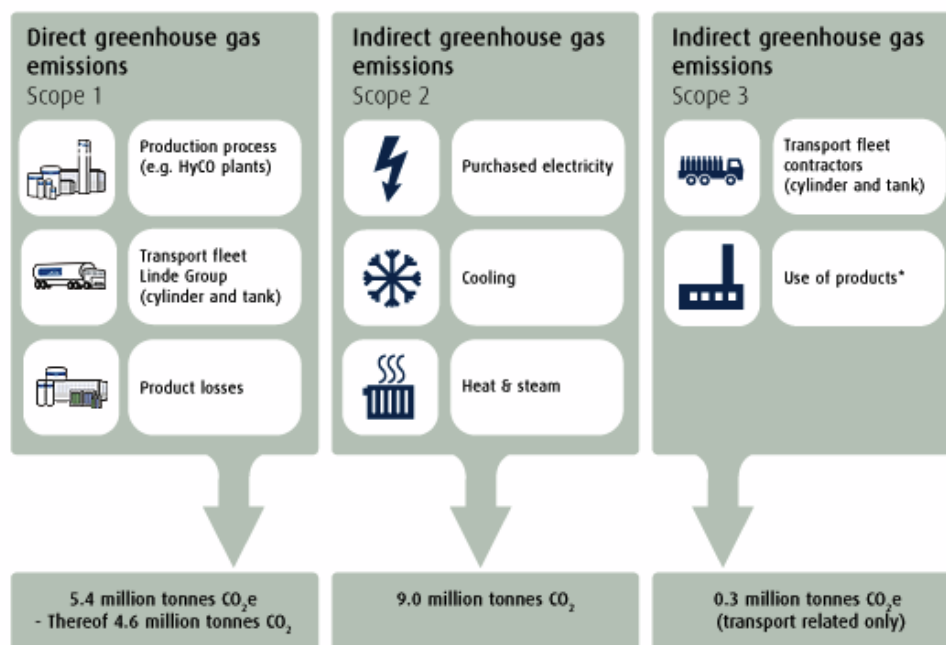 Direct greenhouse gas
emissions
Scope 1
Production process
(e.g. HyCO plants)
Transport fleet
Linde Group
(cylinder and tank)
Product losses
5.4 million tonnes CO₂e
- Thereof 4.6 million tonnes CO₂
Indirect greenhouse gas
emissions
Scope 2
Purchased electricity
Cooling
Heat & steam
9.0 million tonnes CO₂
Indirect greenhouse gas
emissions
Scope 3
Transport fleet
contractors
(cylinder and tank)
Use of products*
0.3 million tonnes CO₂e
(transport related only)